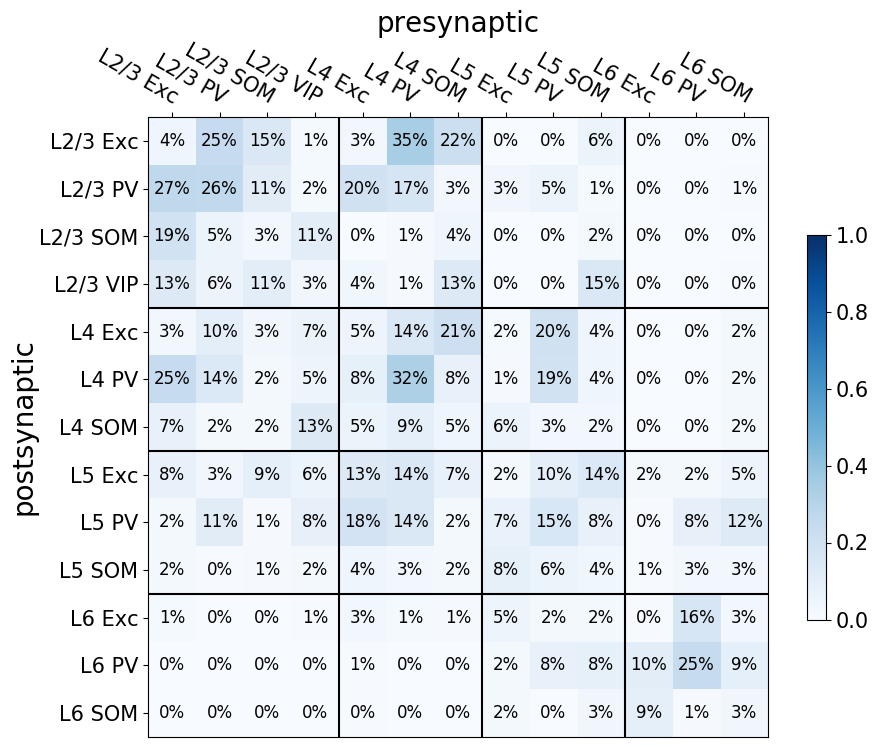 presynaptic
L2/3 Exc L2/3 PV L2/3 SOM L2/3 VIP L4 Exc L4 PV L4 SOM L5 Exc L5 PV L5 SOM L6 Exc L6 PV L6 SOM
postsynaptic
L2/3 Exc 4% 25% 15% 1% 3% 35% 22% 0% 0% 6% 0% 0% 0%
L2/3 PV 27% 26% 11% 2% 20% 17% 3% 3% 5% 1% 0% 0% 1%
L2/3 SOM 19% 5% 3% 11% 0% 1% 4% 0% 0% 2% 0% 0% 0%
L2/3 VIP 13% 6% 11% 3% 4% 1% 13% 0% 0% 15% 0% 0% 0%
L4 Exc 3% 10% 3% 7% 5% 14% 21% 2% 20% 4% 0% 0% 2%
L4 PV 25% 14% 2% 5% 8% 32% 8% 1% 19% 4% 0% 0% 2%
L4 SOM 7% 2% 2% 13% 5% 9% 5% 6% 3% 2% 0% 0% 2%
L5 Exc 8% 3% 9% 6% 13% 14% 7% 2% 10% 14% 2% 2% 5%
L5 PV 2% 11% 1% 8% 18% 14% 2% 7% 15% 8% 0% 8% 12%
L5 SOM 2% 0% 1% 2% 4% 3% 2% 8% 6% 4% 1% 3% 3%
L6 Exc 1% 0% 0% 1% 3% 1% 1% 5% 2% 2% 0% 16% 3%
L6 PV 0% 0% 0% 0% 1% 0% 0% 2% 8% 8% 10% 25% 9%
L6 SOM 0% 0% 0% 0% 0% 0% 0% 2% 0% 3% 9% 1% 3%
1.0
0.8
0.6
0.4
0.2
0.0